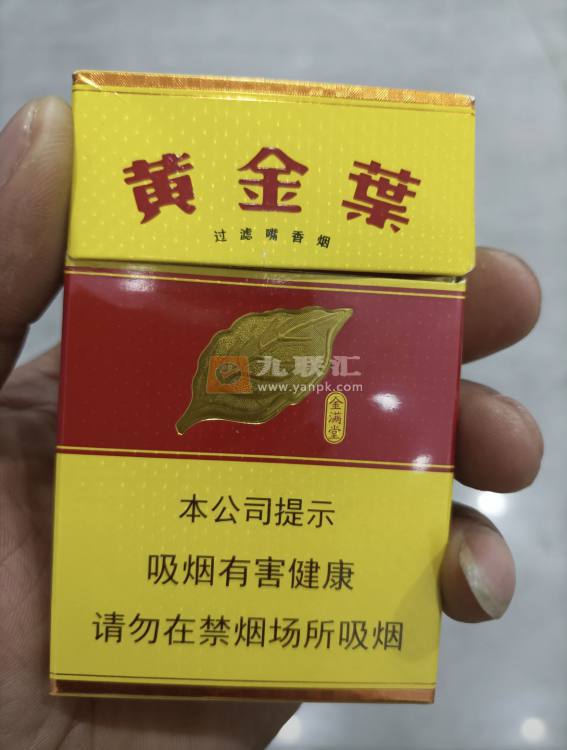 黄金葉
过滤嘴香烟
九联汇
www.yanpk.com
金满堂
本公司提示
吸烟有害健康
请勿在禁烟场所吸烟